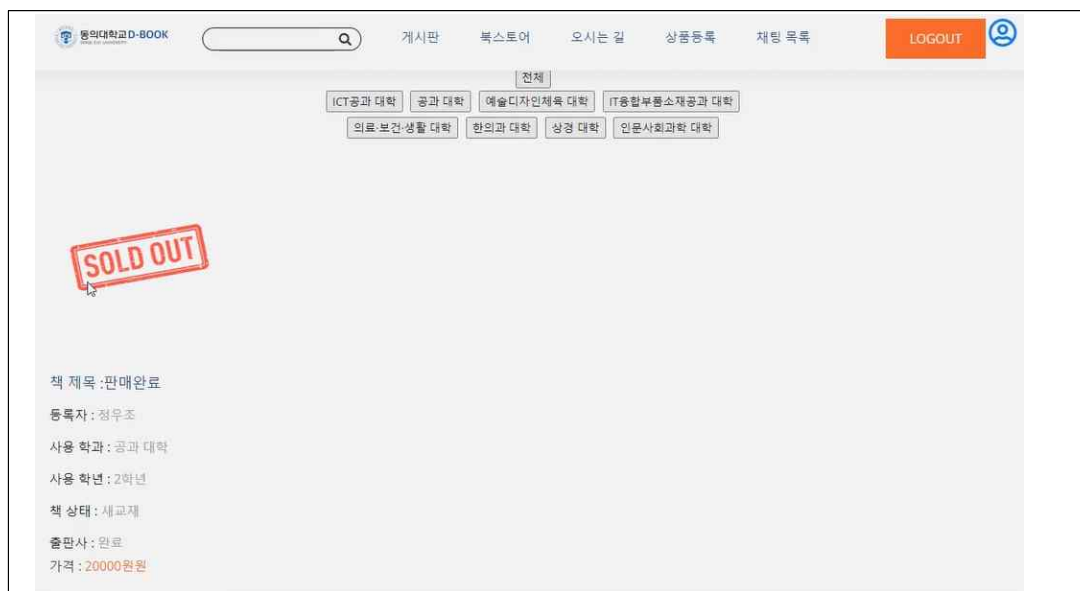 동의대학교 D-BOOK
게시판 북스토어 오시는 길 상품등록 채팅 목록 LOGOUT
전체
ICT공과 대학 공과 대학 예술디자인체육 대학 IT융합부품소재공과 대학
의료·보건·생활 대학 한의과 대학 상경 대학 인문사회과학 대학
SOLD OUT
책 제목 :판매완료
등록자 : 정우조
사용 학과 : 공과 대학
사용 학년 : 2학년
책 상태 : 새교재
출판사 : 완료
가격 : 20000원원